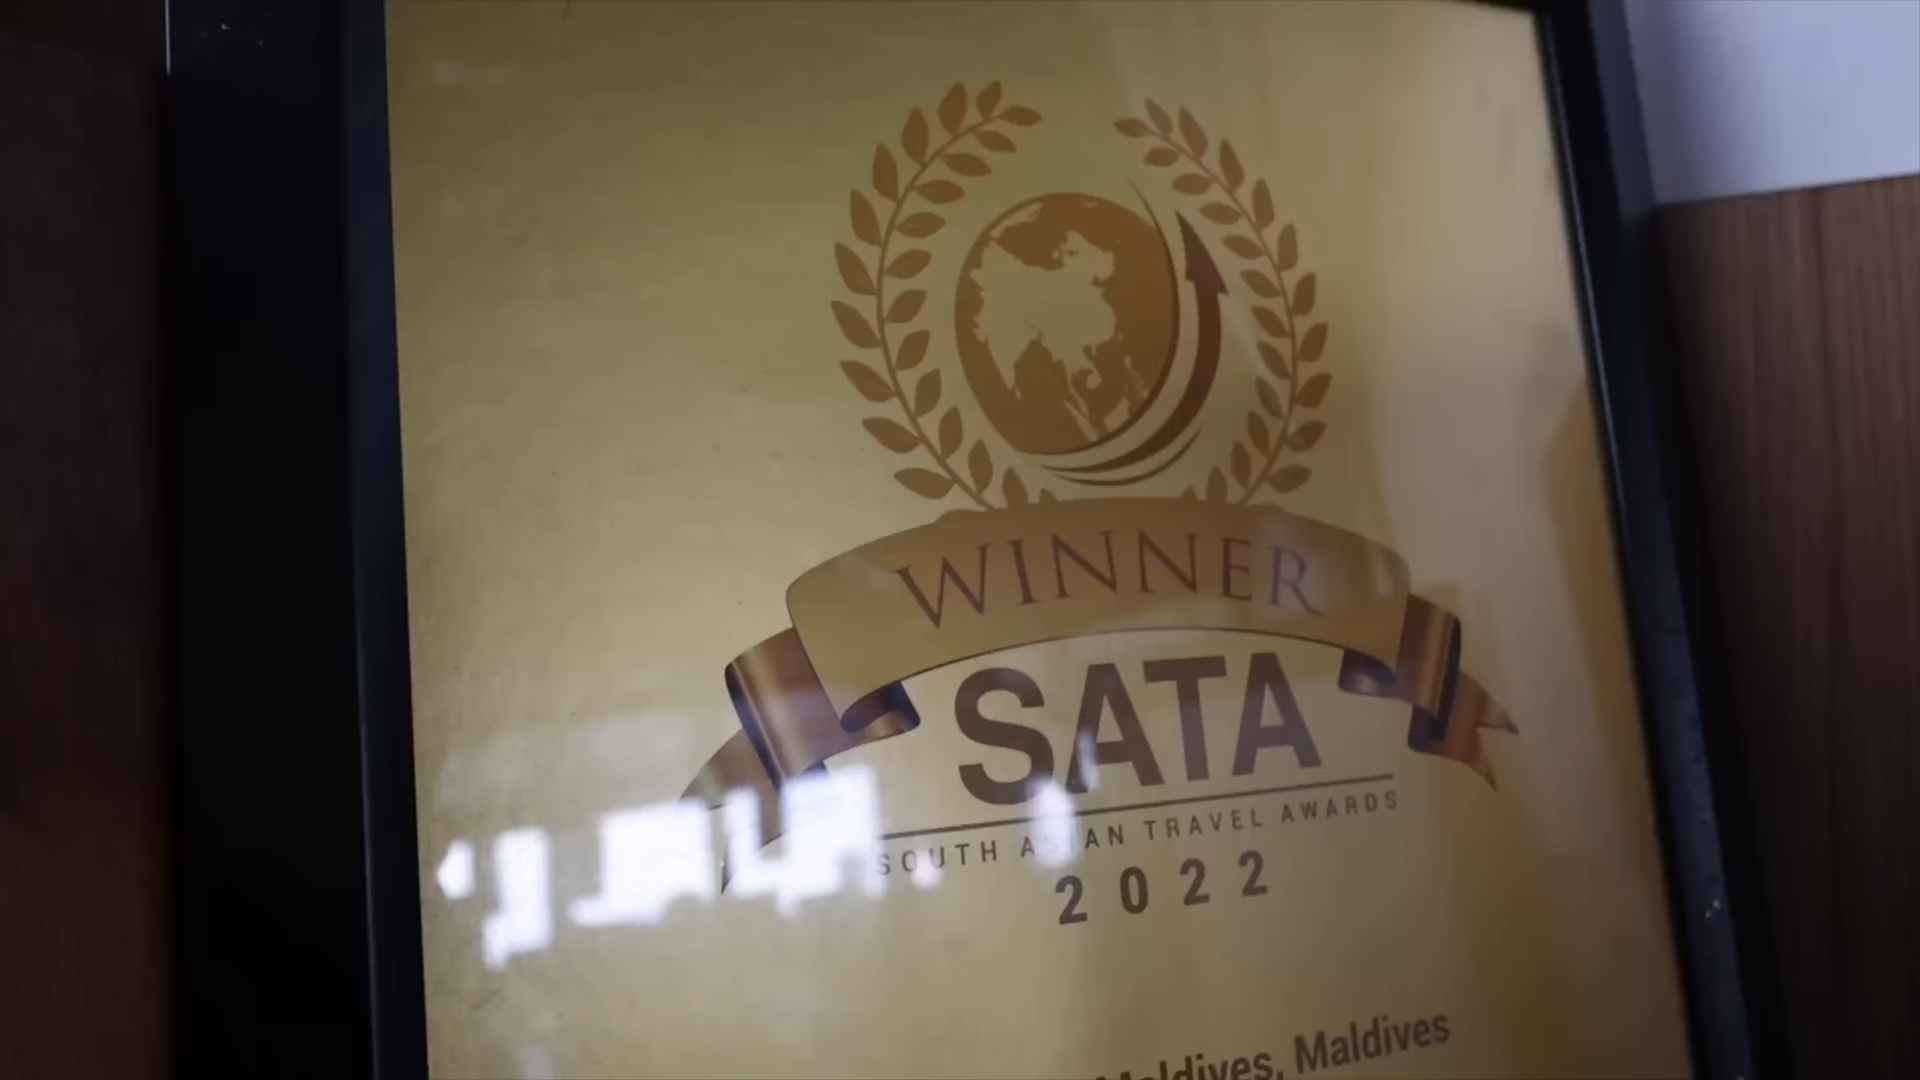 WINNER
SATA
SOUTH ASIAN TRAVEL AWARDS
2022
Maldives, Maldives